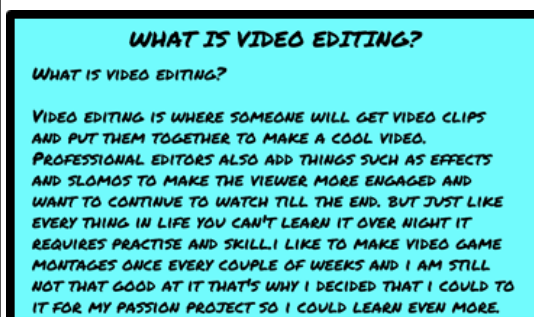 WHAT IS VIDEO EDITING?
WHAT IS VIDEO EDITING?
VIDEO EDITING IS WHERE SOMEONE WILL GET VIDEO CLIPS
AND PUT THEM TOGETHER TO MAKE A COOL VIDEO.
PROFESSIONAL EDITORS ALSO ADD THINGS SUCH AS EFFECTS
AND SLOMOS TO MAKE THE VIEWER MORE ENGAGED AND
WANT TO CONTINUE TO WATCH TILL THE END. BUT JUST LIKE
EVERY THING IN LIFE YOU CAN'T LEARN IT OVER NIGHT IT
REQUIRES PRACTISE AND SKILL.I LIKE TO MAKE VIDEO GAME
MONTAGES ONCE EVERY COUPLE OF WEEKS AND I AM STILL
NOT THAT GOOD AT IT THAT'S WHY I DECIDED THAT I COULD TO
IT FOR MY PASSION PROJECT SO I COULD LEARN EVEN MORE.